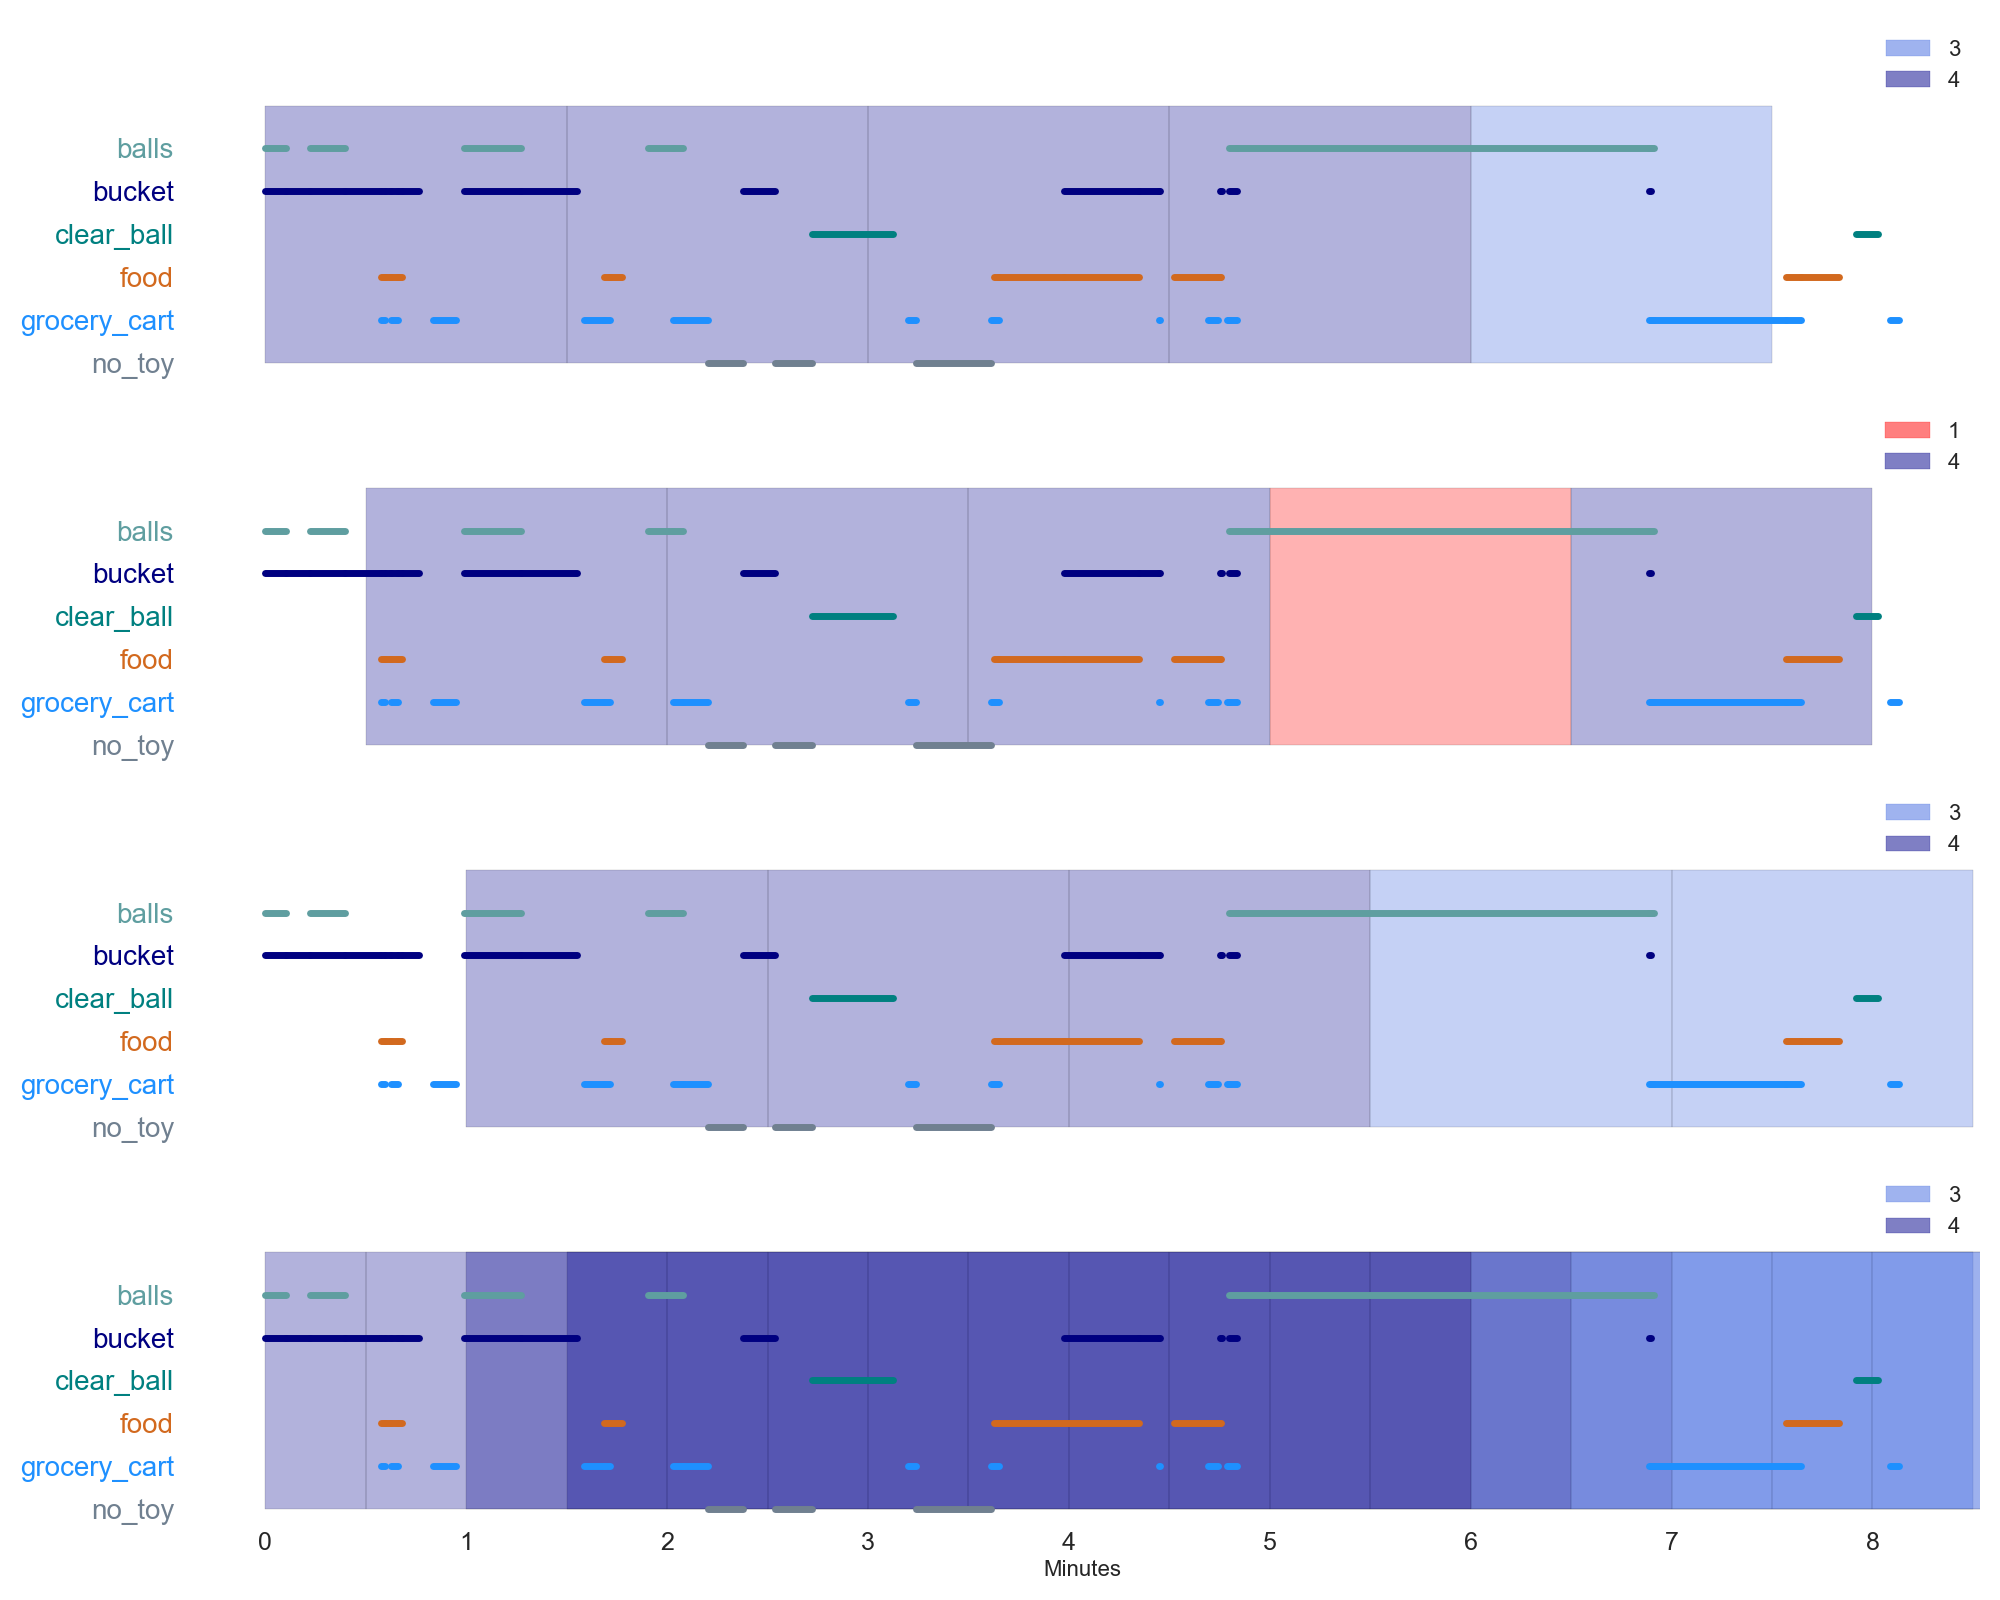 3
4
balls
bucket
clear_ball
food
grocery_cart
no_toy
1
4
balls
bucket
clear_ball
food
grocery_cart
no_toy
3
4
balls
bucket
clear_ball
food
grocery_cart
no_toy
3
4
balls
bucket
clear_ball
food
grocery_cart
no_toy
0 1 2 3 4 5 6 7 8
Minutes